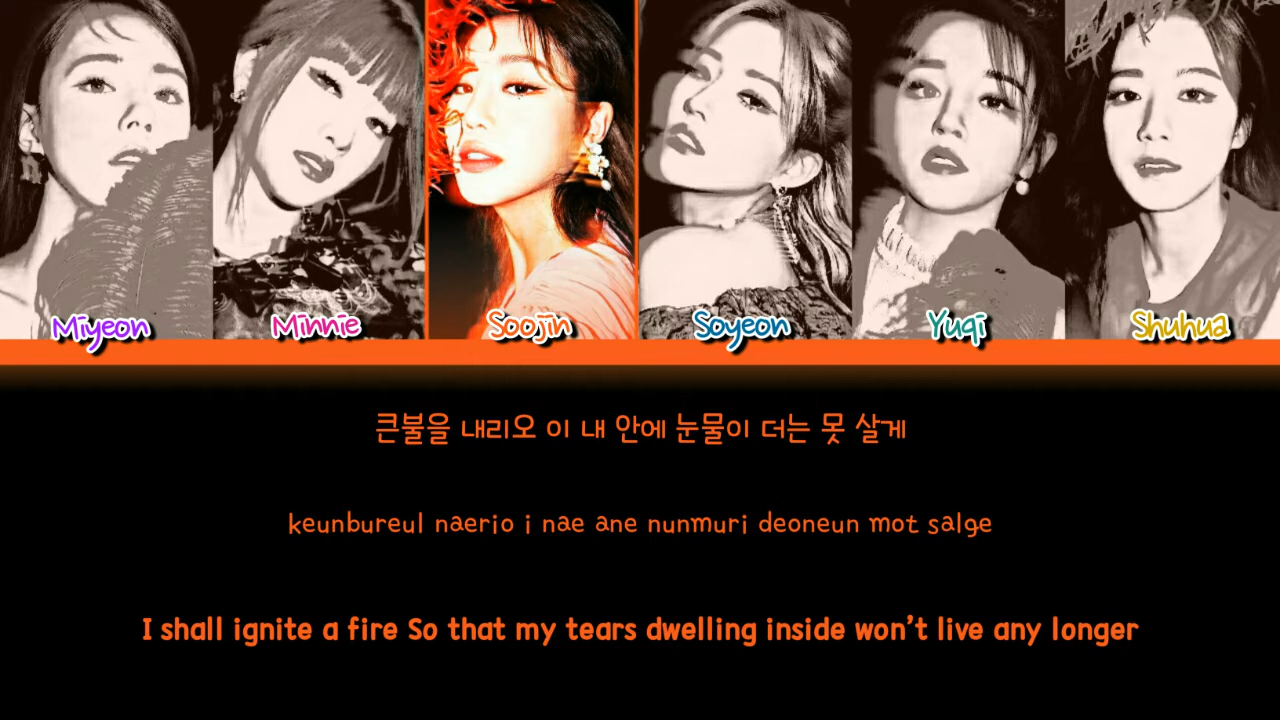 Miyeon Minnie Soojin Soyeon Yuqi Shuhua
큰불을 내리오 이 내 안에 눈물이 더는 못 살게
keunbureul naerio i nae ane nunmuri deoneun mot salge
I shall ignite a fire So that my tears dwelling inside won't live any longer